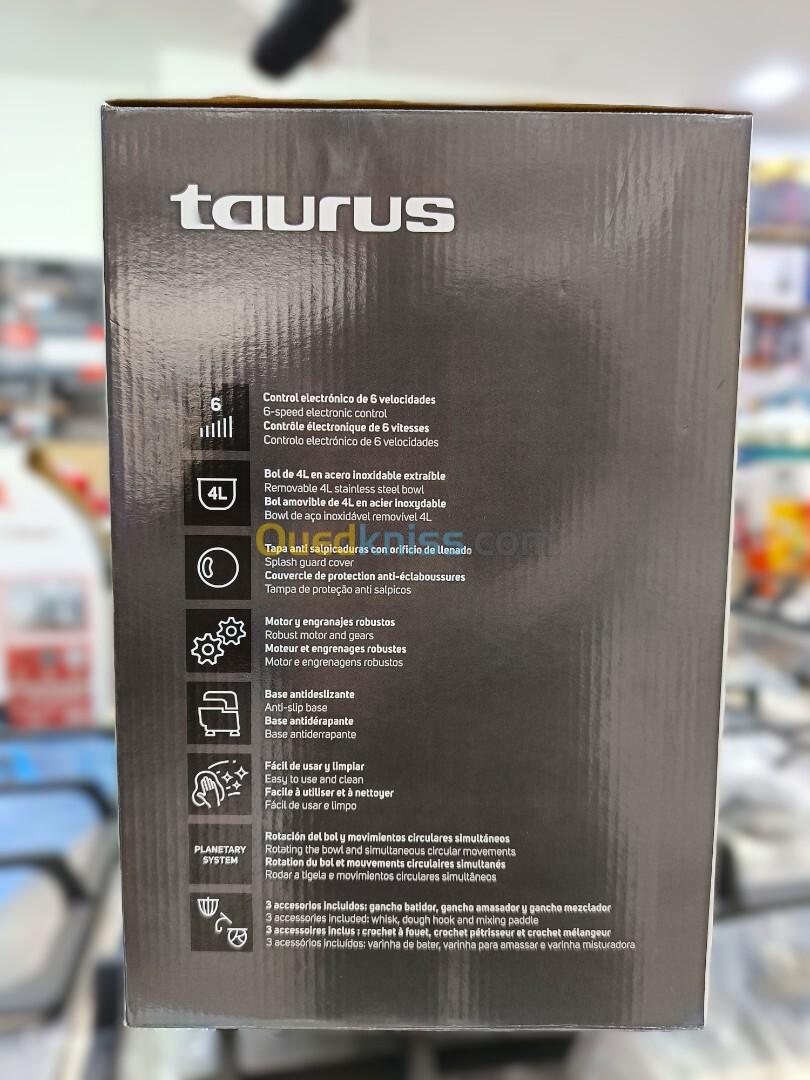 taurus
6
Control electrónico de 6 velocidades
6-speed electronic control
Contrôle électronique de 6 vitesses
Controlo electrónico de 6 velocidades
4L
Bol de 4L en acero inoxidable extraíble
Removable 4L stainless steel bowl
Bol amovible de 4L en acier inoxydable
Bowl de aço inoxidável removível 4L
Ouedkniss.com
Tapa anti salpicaduras con orificio de llenado
Splash guard cover
Couvercle de protection anti-éclaboussures
Tampa de proteção anti salpicos
Motor y engranajes robustos
Robust motor and gears
Moteur et engrenages robustes
Motor e engrenagens robustos
Base antideslizante
Anti-slip base
Base antidérapante
Base antiderrapante
Fácil de usar y limpiar
Easy to use and clean
Facile à utiliser et à nettoyer
Fácil de usar e limpo
PLANETARY
SYSTEM
Rotación del bol y movimientos circulares simultáneos
Rotating the bowl and simultaneous circular movements
Rotation du bol et mouvements circulaires simultanés
Rodar a tigela e movimientos circulares simultâneos
3 accesorios incluidos: gancho batidor, gancho amasador y gancho mezclador
3 accessories included: whisk, dough hook and mixing paddle
3 accessoires inclus : crochet à fouet, crochet pétrisseur et crochet mélangeur
3 acessórios incluídos: varinha de bater, varinha para amassar e varinha misturadora